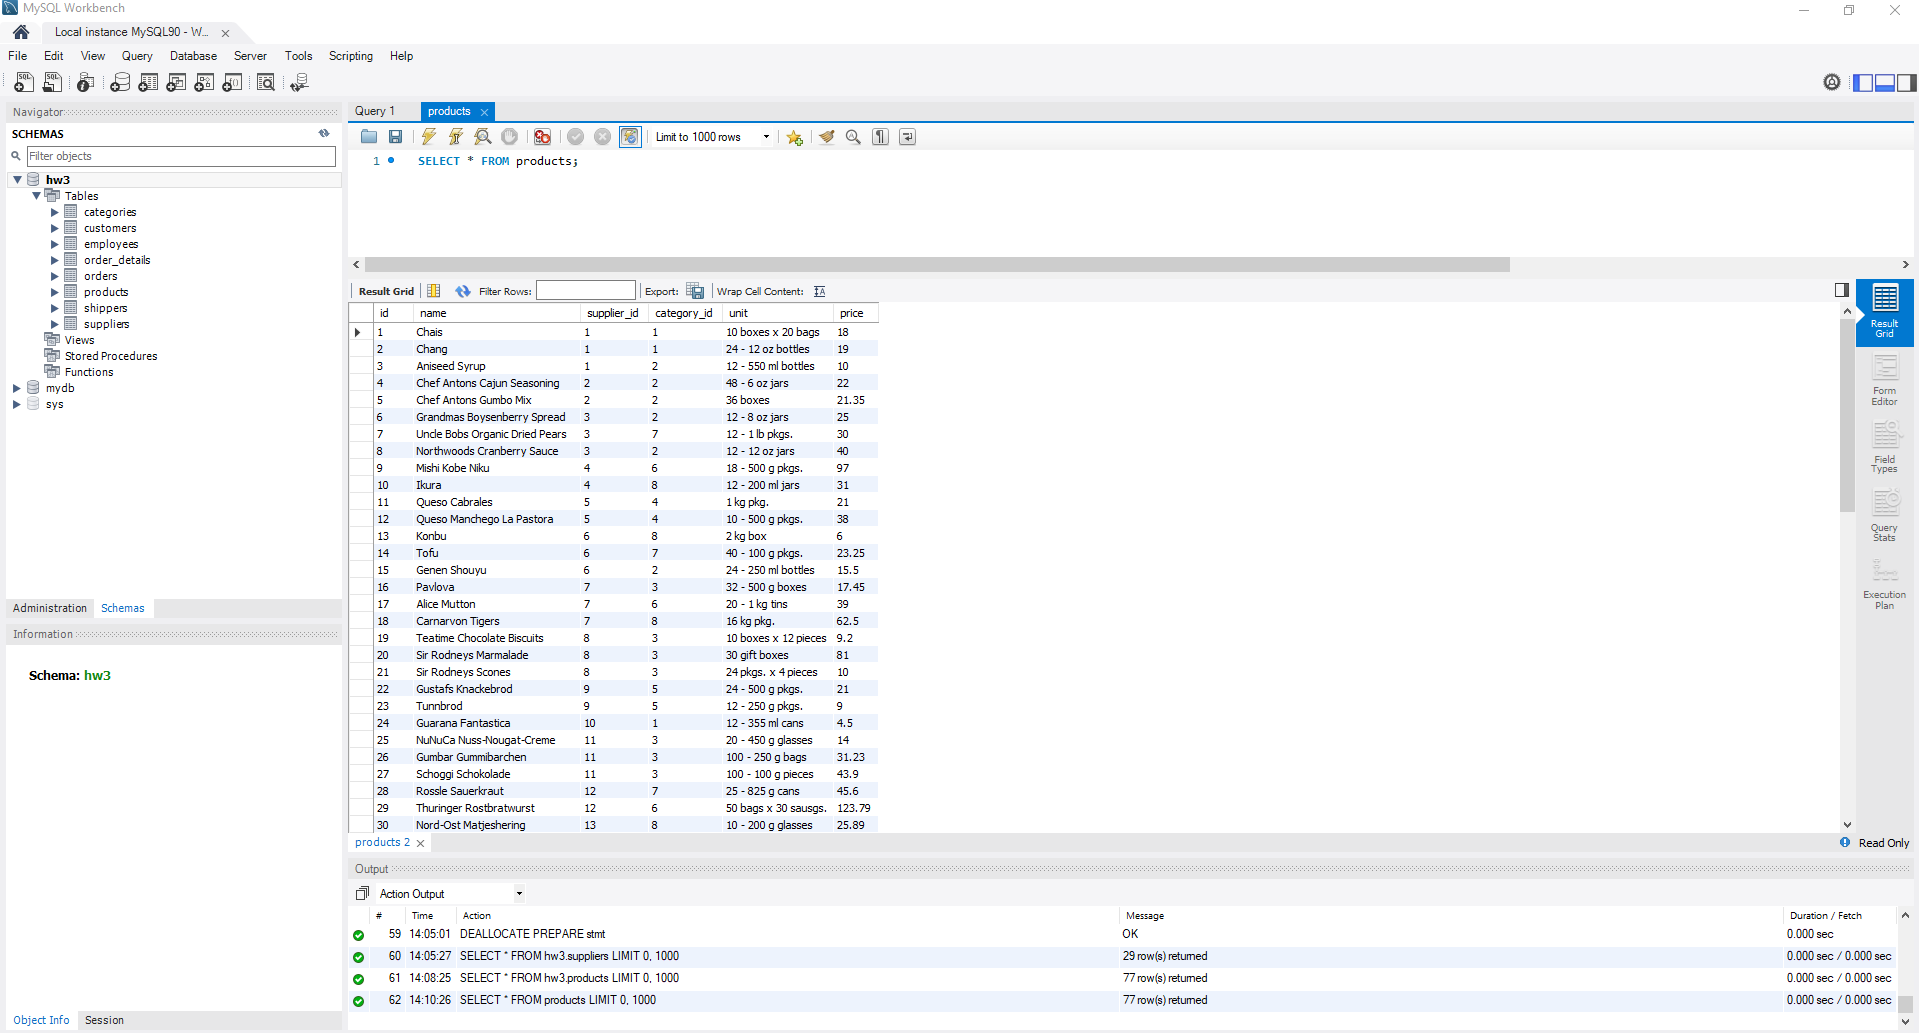 MySQL Workbench
Local instance MySQL90 - W...
File Edit View Query Database Server Tools Scripting Help
Navigator
SCHEMAS
Filter objects
hw3
Tables
categories
customers
employees
order_details
orders
products
shippers
suppliers
Views
Stored Procedures
Functions
mydb
sys
Administration Schemas
Information
Schema: hw3
Object Info Session
Query 1 products
Limit to 1000 rows
1 SELECT * FROM products;
Result Grid Filter Rows: Export: Wrap Cell Content:
id name supplier_id category_id unit price
1 Chais 1 1 10 boxes x 20 bags 18
2 Chang 1 1 24 - 12 oz bottles 19
3 Aniseed Syrup 1 2 12 - 550 ml bottles 10
4 Chef Antons Cajun Seasoning 2 2 48 - 6 oz jars 22
5 Chef Antons Gumbo Mix 2 2 36 boxes 21.35
6 Grandmas Boysenberry Spread 3 2 12 - 8 oz jars 25
7 Uncle Bobs Organic Dried Pears 3 7 12 - 1 lb pkgs. 30
8 Northwoods Cranberry Sauce 3 2 12 - 12 oz jars 40
9 Mishi Kobe Niku 4 6 18 - 500 g pkgs. 97
10 Ikura 4 8 12 - 200 ml jars 31
11 Queso Cabrales 5 4 1 kg pkg. 21
12 Queso Manchego La Pastora 5 4 10 - 500 g pkgs. 38
13 Konbu 6 8 2 kg box 6
14 Tofu 6 7 40 - 100 g pkgs. 23.25
15 Genen Shouyu 6 2 24 - 250 ml bottles 15.5
16 Pavlova 7 3 32 - 500 g boxes 17.45
17 Alice Mutton 7 6 20 - 1 kg tins 39
18 Carnarvon Tigers 7 8 16 kg pkg. 62.5
19 Teatime Chocolate Biscuits 8 3 10 boxes x 12 pieces 9.2
20 Sir Rodneys Marmalade 8 3 30 gift boxes 81
21 Sir Rodneys Scones 8 3 24 pkgs. x 4 pieces 10
22 Gustafs Knackebrod 9 5 24 - 500 g pkgs. 21
23 Tunnbrod 9 5 12 - 250 g pkgs. 9
24 Guarana Fantastica 10 1 12 - 355 ml cans 4.5
25 NuNuCa Nuss-Nougat-Creme 11 3 20 - 450 g glasses 14
26 Gumbar Gummibarchen 11 3 100 - 250 g bags 31.23
27 Schoggi Schokolade 11 3 100 - 100 g pieces 43.9
28 Rossle Sauerkraut 12 7 25 - 825 g cans 45.6
29 Thuringer Rostbratwurst 12 6 50 bags x 30 sausgs. 123.79
30 Nord-Ost Matjeshering 13 8 10 - 200 g glasses 25.89
Result
Grid
Form
Editor
Field
Types
Query
Stats
Execution
Plan
products 2 Read Only
Output
Action Output
# Time Action Message Duration / Fetch
59 14:05:01 DEALLOCATE PREPARE stmt OK 0.000 sec
60 14:05:27 SELECT * FROM hw3.suppliers LIMIT 0, 1000 29 row(s) returned 0.000 sec / 0.000 sec
61 14:08:25 SELECT * FROM hw3.products LIMIT 0, 1000 77 row(s) returned 0.000 sec / 0.000 sec
62 14:10:26 SELECT * FROM products LIMIT 0, 1000 77 row(s) returned 0.000 sec / 0.000 sec